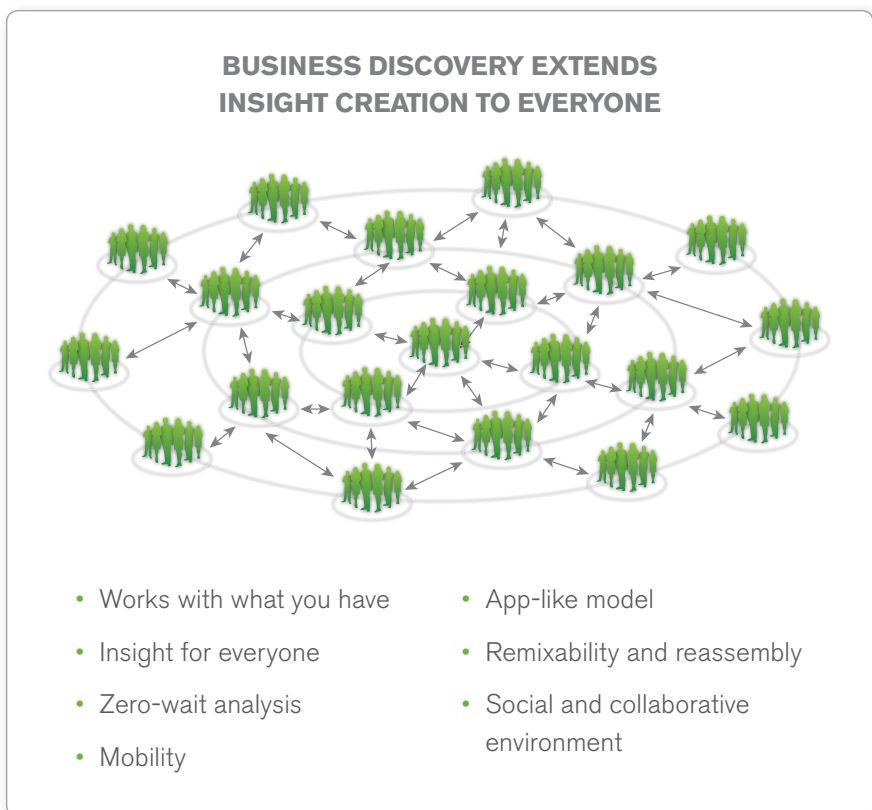 BUSINESS DISCOVERY EXTENDS
INSIGHT CREATION TO EVERYONE
• Works with what you have
• Insight for everyone
• Zero-wait analysis
• Mobility
• App-like model
• Remixability and reassembly
• Social and collaborative
environment